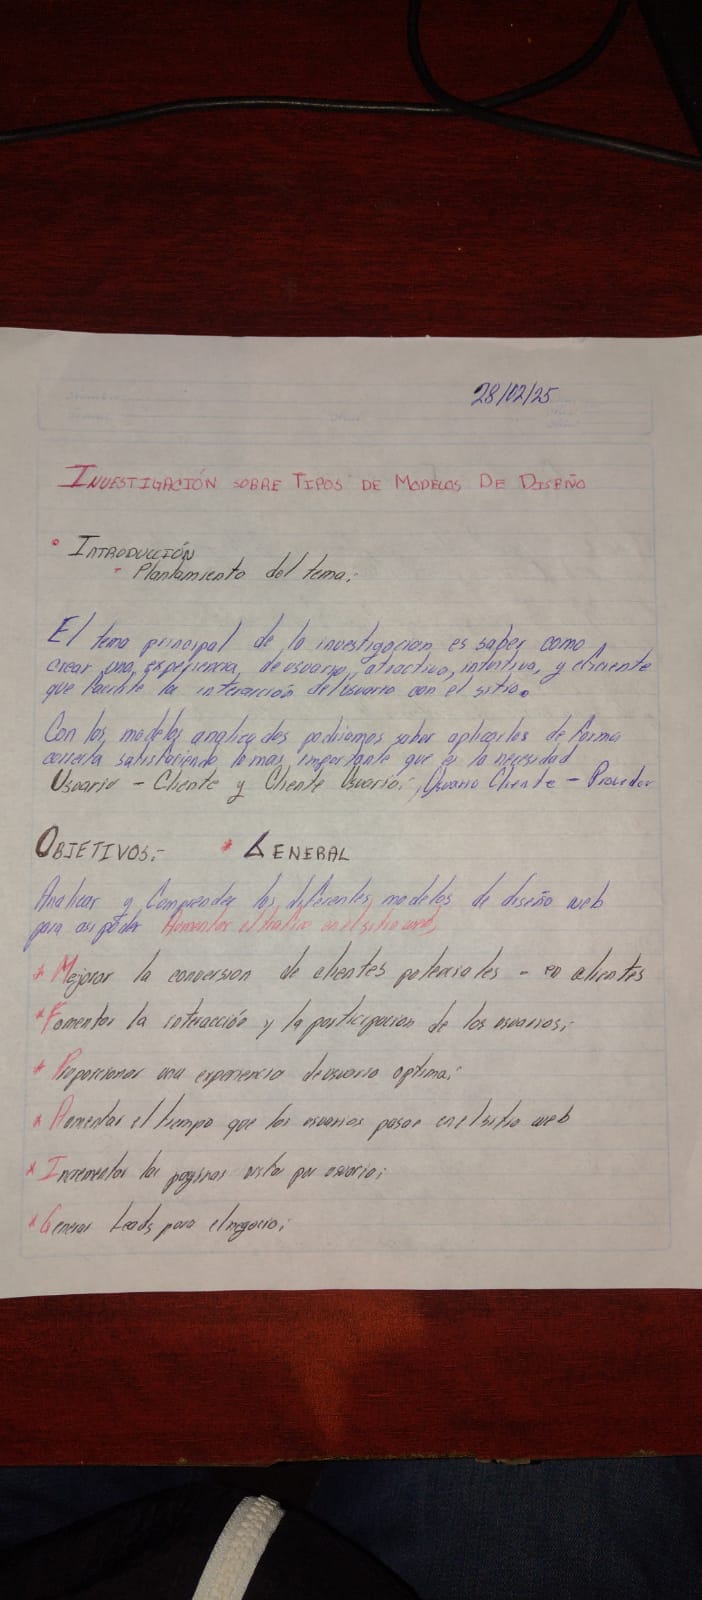 28/02/25
INVESTIGACIÓN SOBRE TIPOS DE MODELOS DE DISEÑO
• INTRODUCCIÓN
- Plantamiento del tema:
El tema principal de la investigacion es saber como
crear una experiencia, de usuario, atractiva, intuitiva, y eficiente
que facilite la interacción del usuario con el sitio.
Con los modelos analizados podriamos saber aplicarlos de forma
correcta satisfaciendo lo mas importante que es la necesidad
Usuario - Cliente y Cliente Usuario; Usuario Cliente - Proveedor
OBJETIVOS:- * GENERAL
Analizar y Comprender los diferentes modelos de diseño web
para asi poder Aumentar el trafico en el sitio web,
* Mejorar la conversion de clientes potenciales - en clientes
* Fomentar la interacción y la participacion de los usuarios;
* Proporcionar una experiencia de usuario optima;
* Aumentar el tiempo que los usuarios pasan en el sitio web
* Incrementar las paginas vistas por usuario;
* Generar Leads para el negocio;